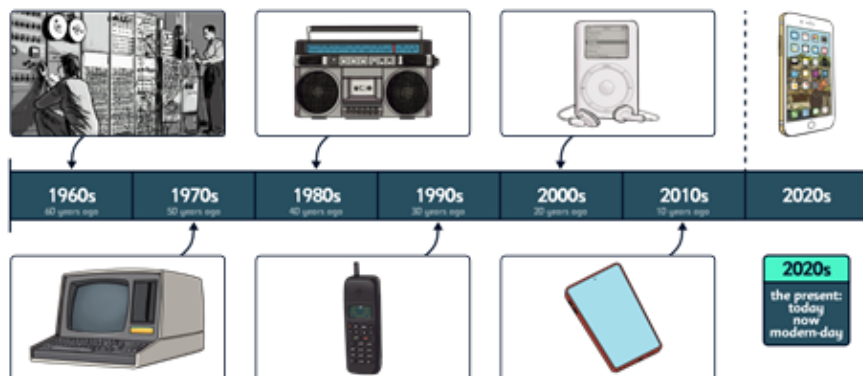 1960s
60 years ago
1970s
50 years ago
1980s
40 years ago
1990s
30 years ago
2000s
20 years ago
2010s
10 years ago
2020s
2020s
the present:
today
now
modern-day